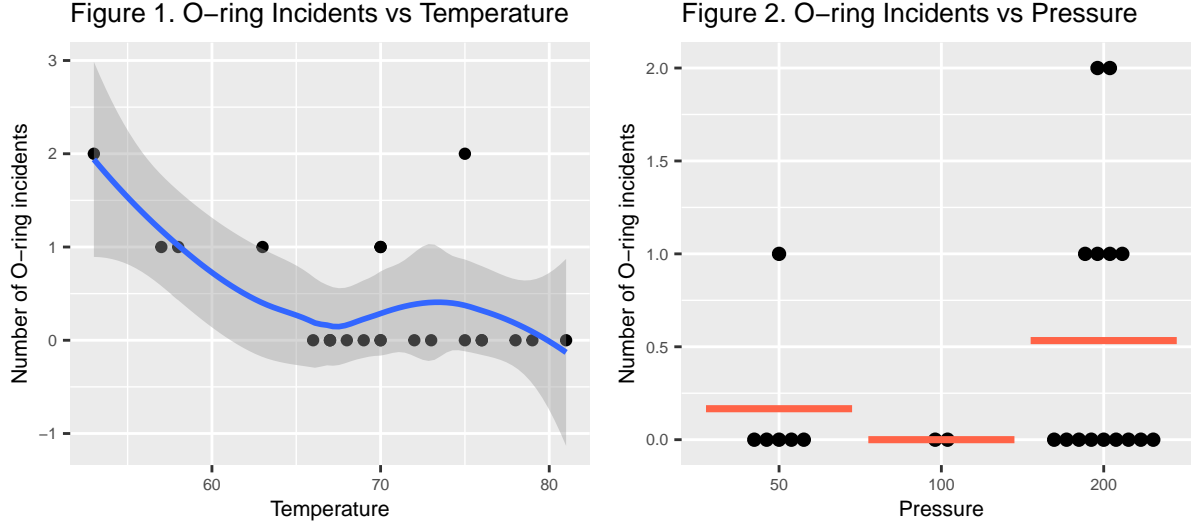 Figure 1. O−ring Incidents vs Temperature
3
2
1
0
−1
Number of O−ring incidents
60
70
80
Temperature
Figure 2. O−ring Incidents vs Pressure
2.0
1.5
1.0
0.5
0.0
Number of O−ring incidents
50
100
200
Pressure